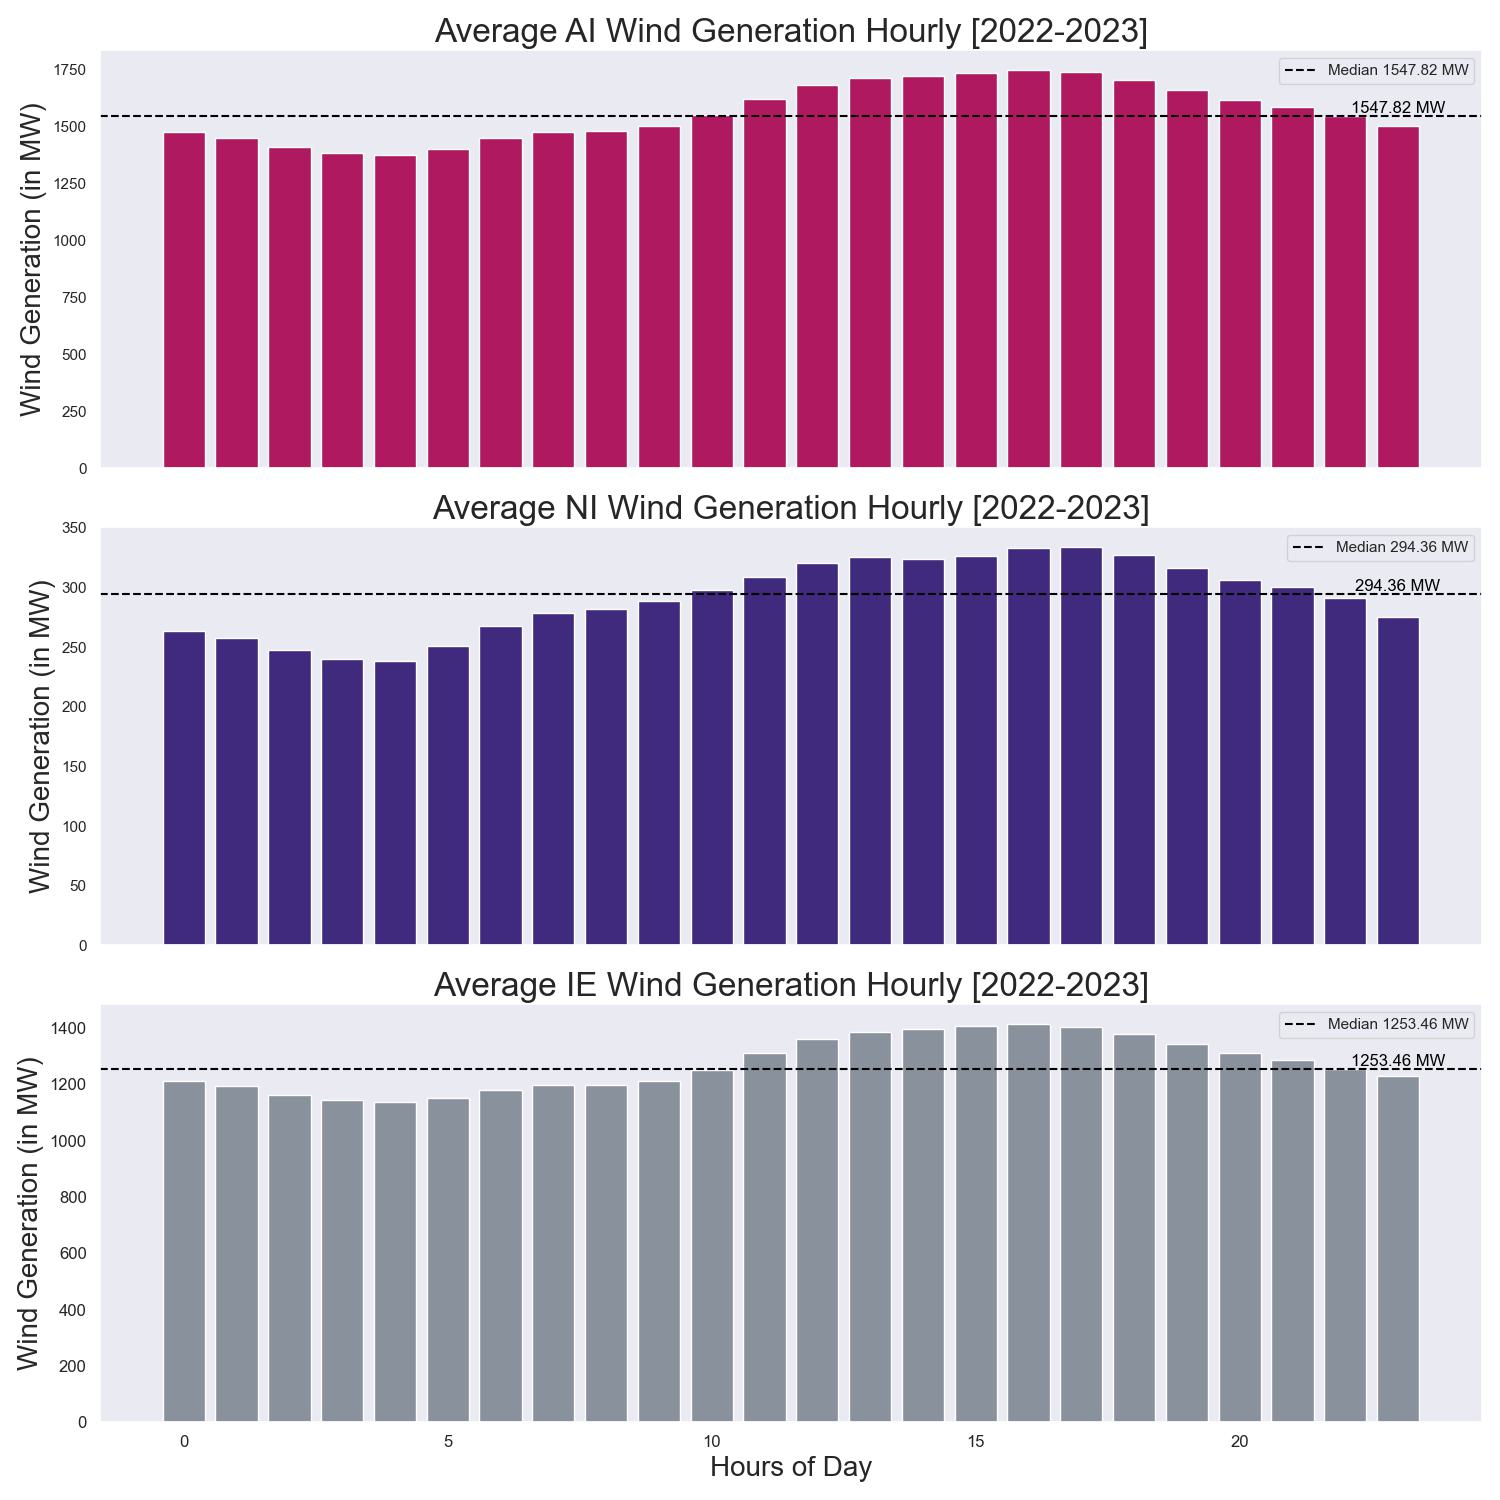 Average AI Wind Generation Hourly [2022-2023]
Wind Generation (in MW)
1750
1500
1250
1000
750
500
250
0
Median 1547.82 MW
1547.82 MW
Average NI Wind Generation Hourly [2022-2023]
Wind Generation (in MW)
350
300
250
200
150
100
50
0
Median 294.36 MW
294.36 MW
Average IE Wind Generation Hourly [2022-2023]
Wind Generation (in MW)
1400
1200
1000
800
600
400
200
0
Median 1253.46 MW
1253.46 MW
0 5 10 15 20
Hours of Day